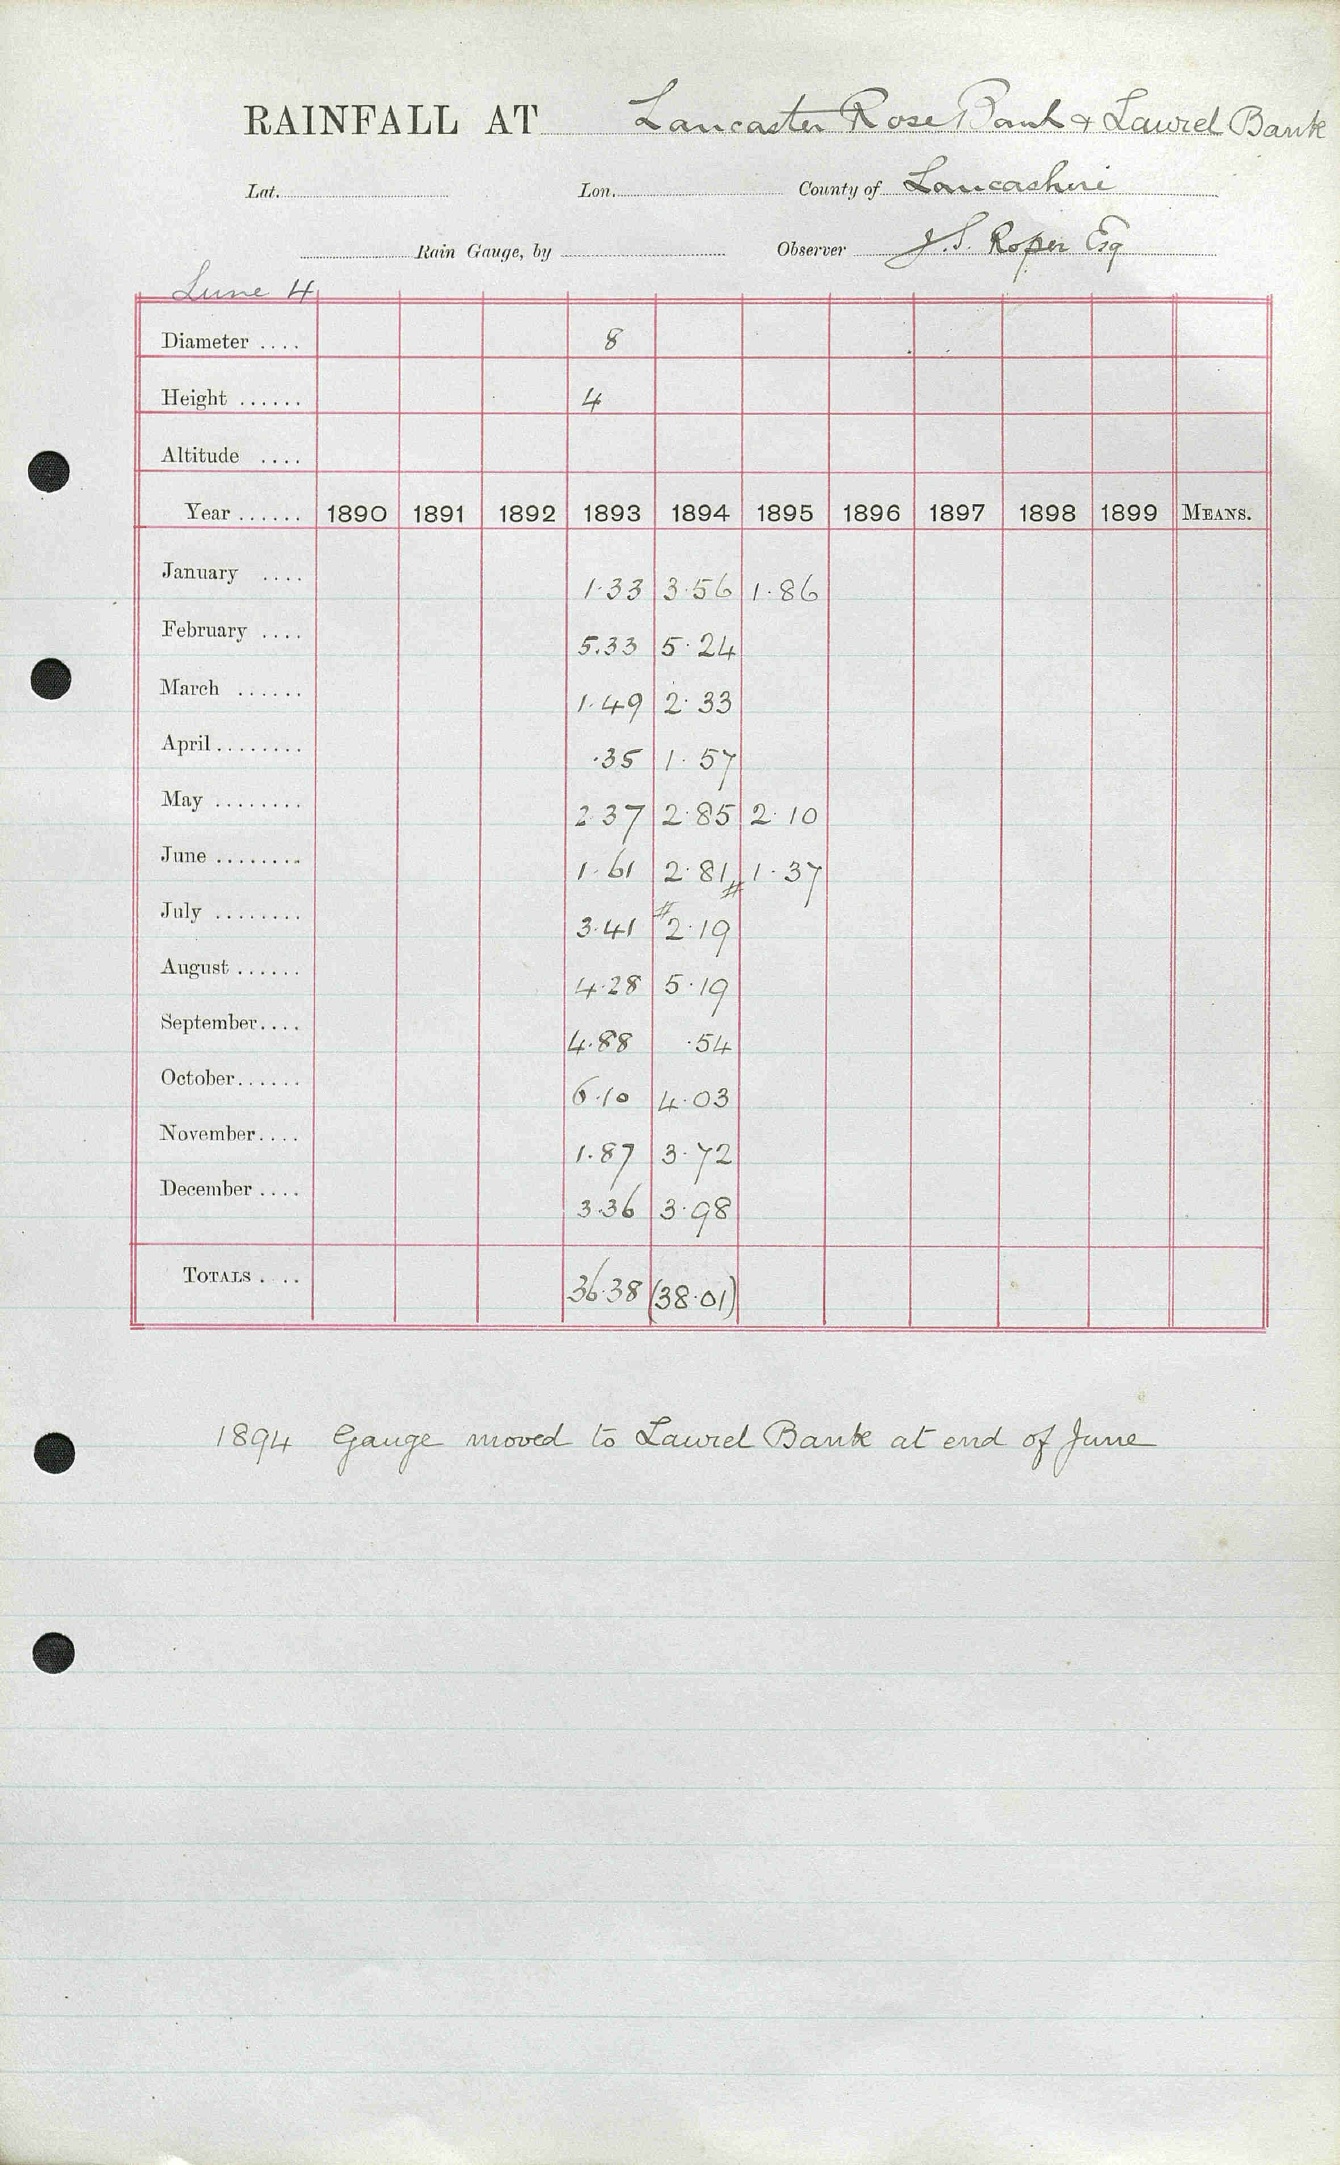 RAINFALL AT Lancaster Rose Bank & Laurel Bank
Lat. Lon. County of Lancashire
Rain Gauge, by Observer J.S. Roper Esq
Lune 4
Diameter .... 8
Height ...... 4
Altitude ....
Year ...... 1890 1891 1892 1893 1894 1895 1896 1897 1898 1899 MEANS.
January .... 1.33 3.56 1.86
February .... 5.33 5.24
March ...... 1.49 2.33
April ........ .35 1.57
May ........ 2.37 2.85 2.10
June ........ 1.61 2.81 # 1.37
July ........ 3.41 # 2.19
August ...... 4.28 5.19
September .... 4.88 .54
October ...... 6.10 4.03
November .... 1.87 3.72
December .... 3.36 3.98
TOTALS .... 36.38 (38.01)
1894 Gauge moved to Laurel Bank at end of June